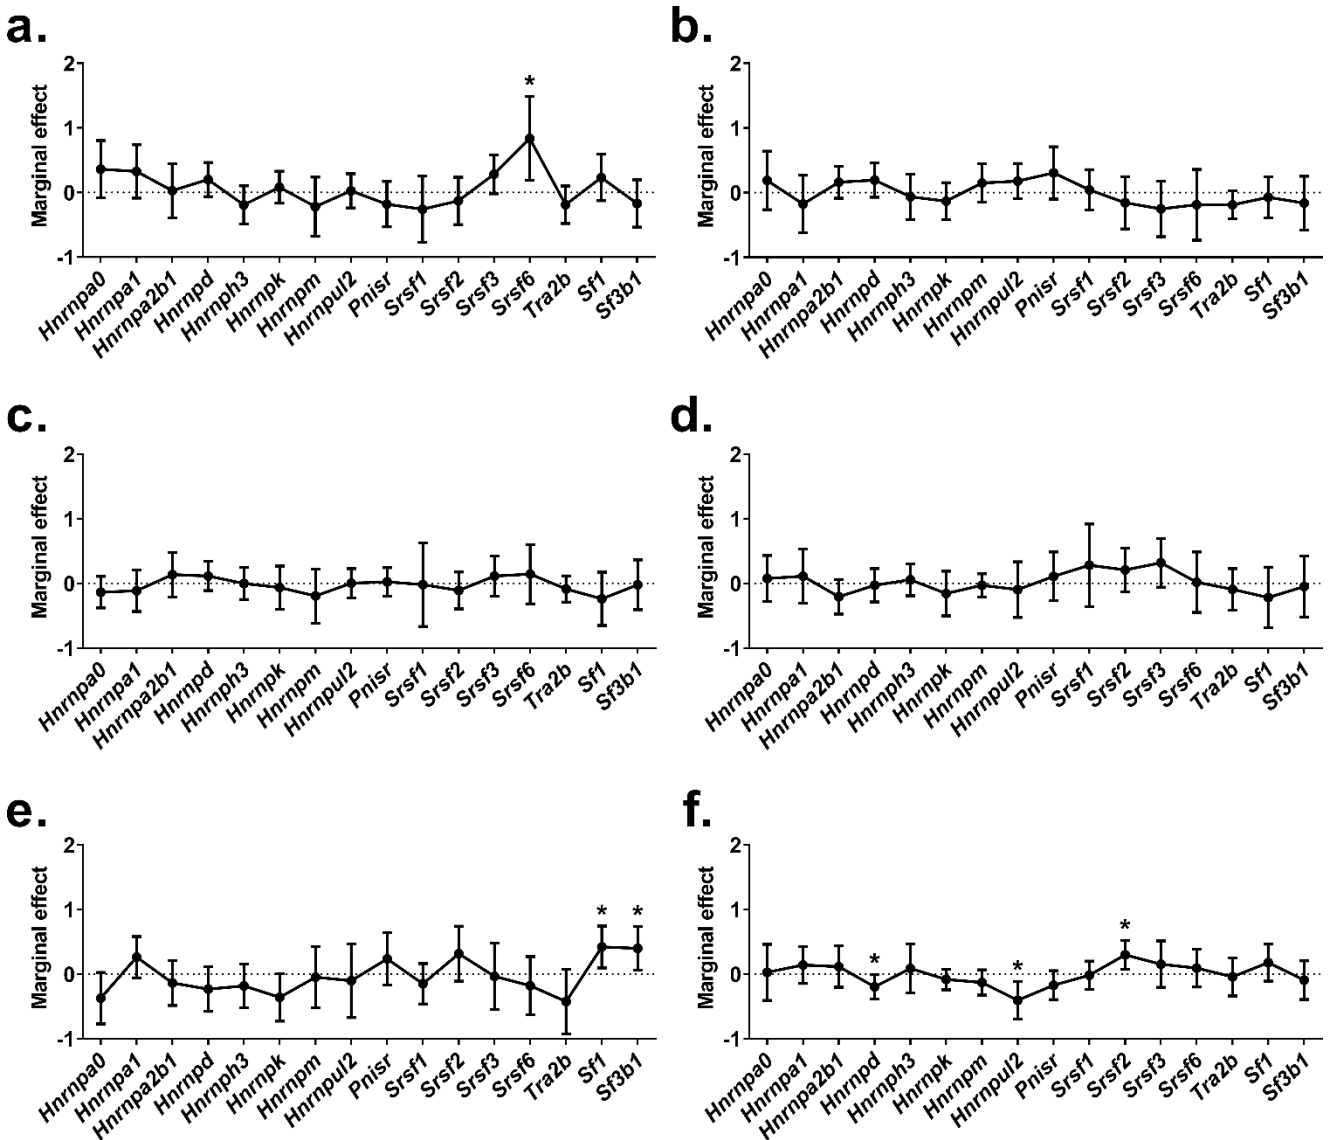 a.
Marginal effect
2
1
0
-1
*
Hnrnpa0
Hnrnpa1
Hnrnpa2b1
Hnrnpd
Hnrnph3
Hnrnpk
Hnrnpm
Hnrnpul2
Pnisr
Srsf1
Srsf2
Srsf3
Srsf6
Tra2b
Sf1
Sf3b1
b.
Marginal effect
2
1
0
-1
Hnrnpa0
Hnrnpa1
Hnrnpa2b1
Hnrnpd
Hnrnph3
Hnrnpk
Hnrnpm
Hnrnpul2
Pnisr
Srsf1
Srsf2
Srsf3
Srsf6
Tra2b
Sf1
Sf3b1
c.
Marginal effect
2
1
0
-1
Hnrnpa0
Hnrnpa1
Hnrnpa2b1
Hnrnpd
Hnrnph3
Hnrnpk
Hnrnpm
Hnrnpul2
Pnisr
Srsf1
Srsf2
Srsf3
Srsf6
Tra2b
Sf1
Sf3b1
d.
Marginal effect
2
1
0
-1
Hnrnpa0
Hnrnpa1
Hnrnpa2b1
Hnrnpd
Hnrnph3
Hnrnpk
Hnrnpm
Hnrnpul2
Pnisr
Srsf1
Srsf2
Srsf3
Srsf6
Tra2b
Sf1
Sf3b1
e.
Marginal effect
2
1
0
-1
* *
Hnrnpa0
Hnrnpa1
Hnrnpa2b1
Hnrnpd
Hnrnph3
Hnrnpk
Hnrnpm
Hnrnpul2
Pnisr
Srsf1
Srsf2
Srsf3
Srsf6
Tra2b
Sf1
Sf3b1
f.
Marginal effect
2
1
0
-1
* * *
Hnrnpa0
Hnrnpa1
Hnrnpa2b1
Hnrnpd
Hnrnph3
Hnrnpk
Hnrnpm
Hnrnpul2
Pnisr
Srsf1
Srsf2
Srsf3
Srsf6
Tra2b
Sf1
Sf3b1